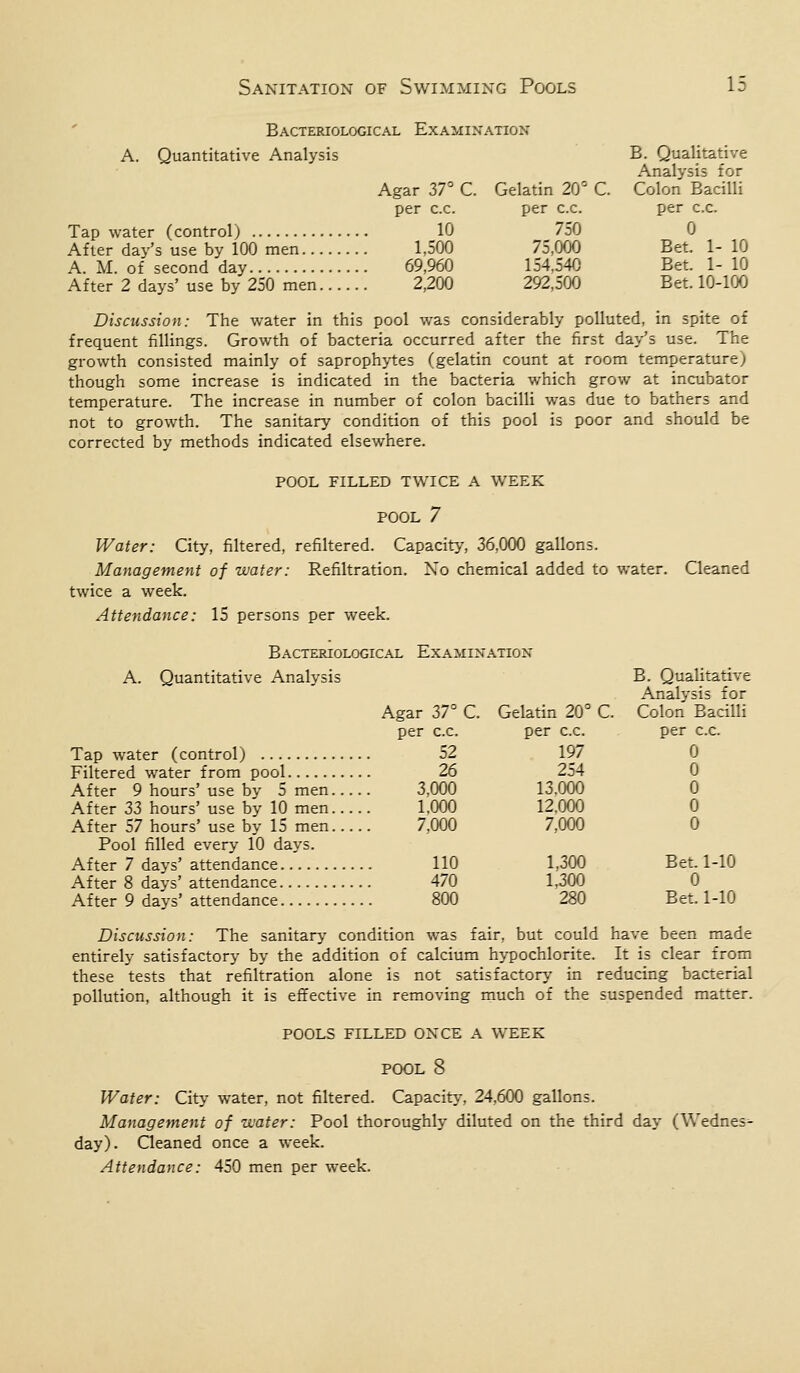 Sanitation of Swimming Pools 15
Bacteriological Examination
A. Quantitative Analysis B. Qualitative
Analysis for
Agar 37° C. Gelatin 20° C. Colon Bacilli
per c.c. per c.c. per c.c.
Tap water (control) ............... 10 750 0
After day's use by 100 men........ 1,500 75,000 Bet. 1- 10
A. M. of second day............... 69,960 154,540 Bet. 1- 10
After 2 days' use by 250 men...... 2,200 292,500 Bet. 10-100
Discussion: The water in this pool was considerably polluted, in spite of
frequent fillings. Growth of bacteria occurred after the first day's use. The
growth consisted mainly of saprophytes (gelatin count at room temperature)
though some increase is indicated in the bacteria which grow at incubator
temperature. The increase in number of colon bacilli was due to bathers and
not to growth. The sanitary condition of this pool is poor and should be
corrected by methods indicated elsewhere.
POOL FILLED TWICE A WEEK
POOL 7
Water: City, filtered, refiltered. Capacity, 36,000 gallons.
Management of water: Refiltration. No chemical added to water. Cleaned
twice a week.
Attendance: 15 persons per week.
Bacteriological Examination
A. Quantitative Analysis B. Qualitative
Analysis for
Agar 37° C. Gelatin 20° C. Colon Bacilli
per c.c. per c.c. per c.c.
Tap water (control) .............. 52 197 0
Filtered water from pool.......... 26 254 0
After 9 hours' use by 5 men..... 3,000 13,000 0
After 33 hours' use by 10 men..... 1,000 12,000 0
After 57 hours' use by 15 men..... 7,000 7,000 0
Pool filled every 10 days.
After 7 days' attendance........... 110 1,300 Bet. 1-10
After 8 days' attendance............ 470 1,300 0
After 9 days' attendance........... 800 280 Bet. 1-10
Discussion: The sanitary condition was fair, but could have been made
entirely satisfactory by the addition of calcium hypochlorite. It is clear from
these tests that refiltration alone is not satisfactory in reducing bacterial
pollution, although it is effective in removing much of the suspended matter.
POOLS FILLED ONCE A WEEK
POOL 8
Water: City water, not filtered. Capacity, 24,600 gallons.
Management of water: Pool thoroughly diluted on the third day (Wednes-
day). Cleaned once a week.
Attendance: 450 men per week.